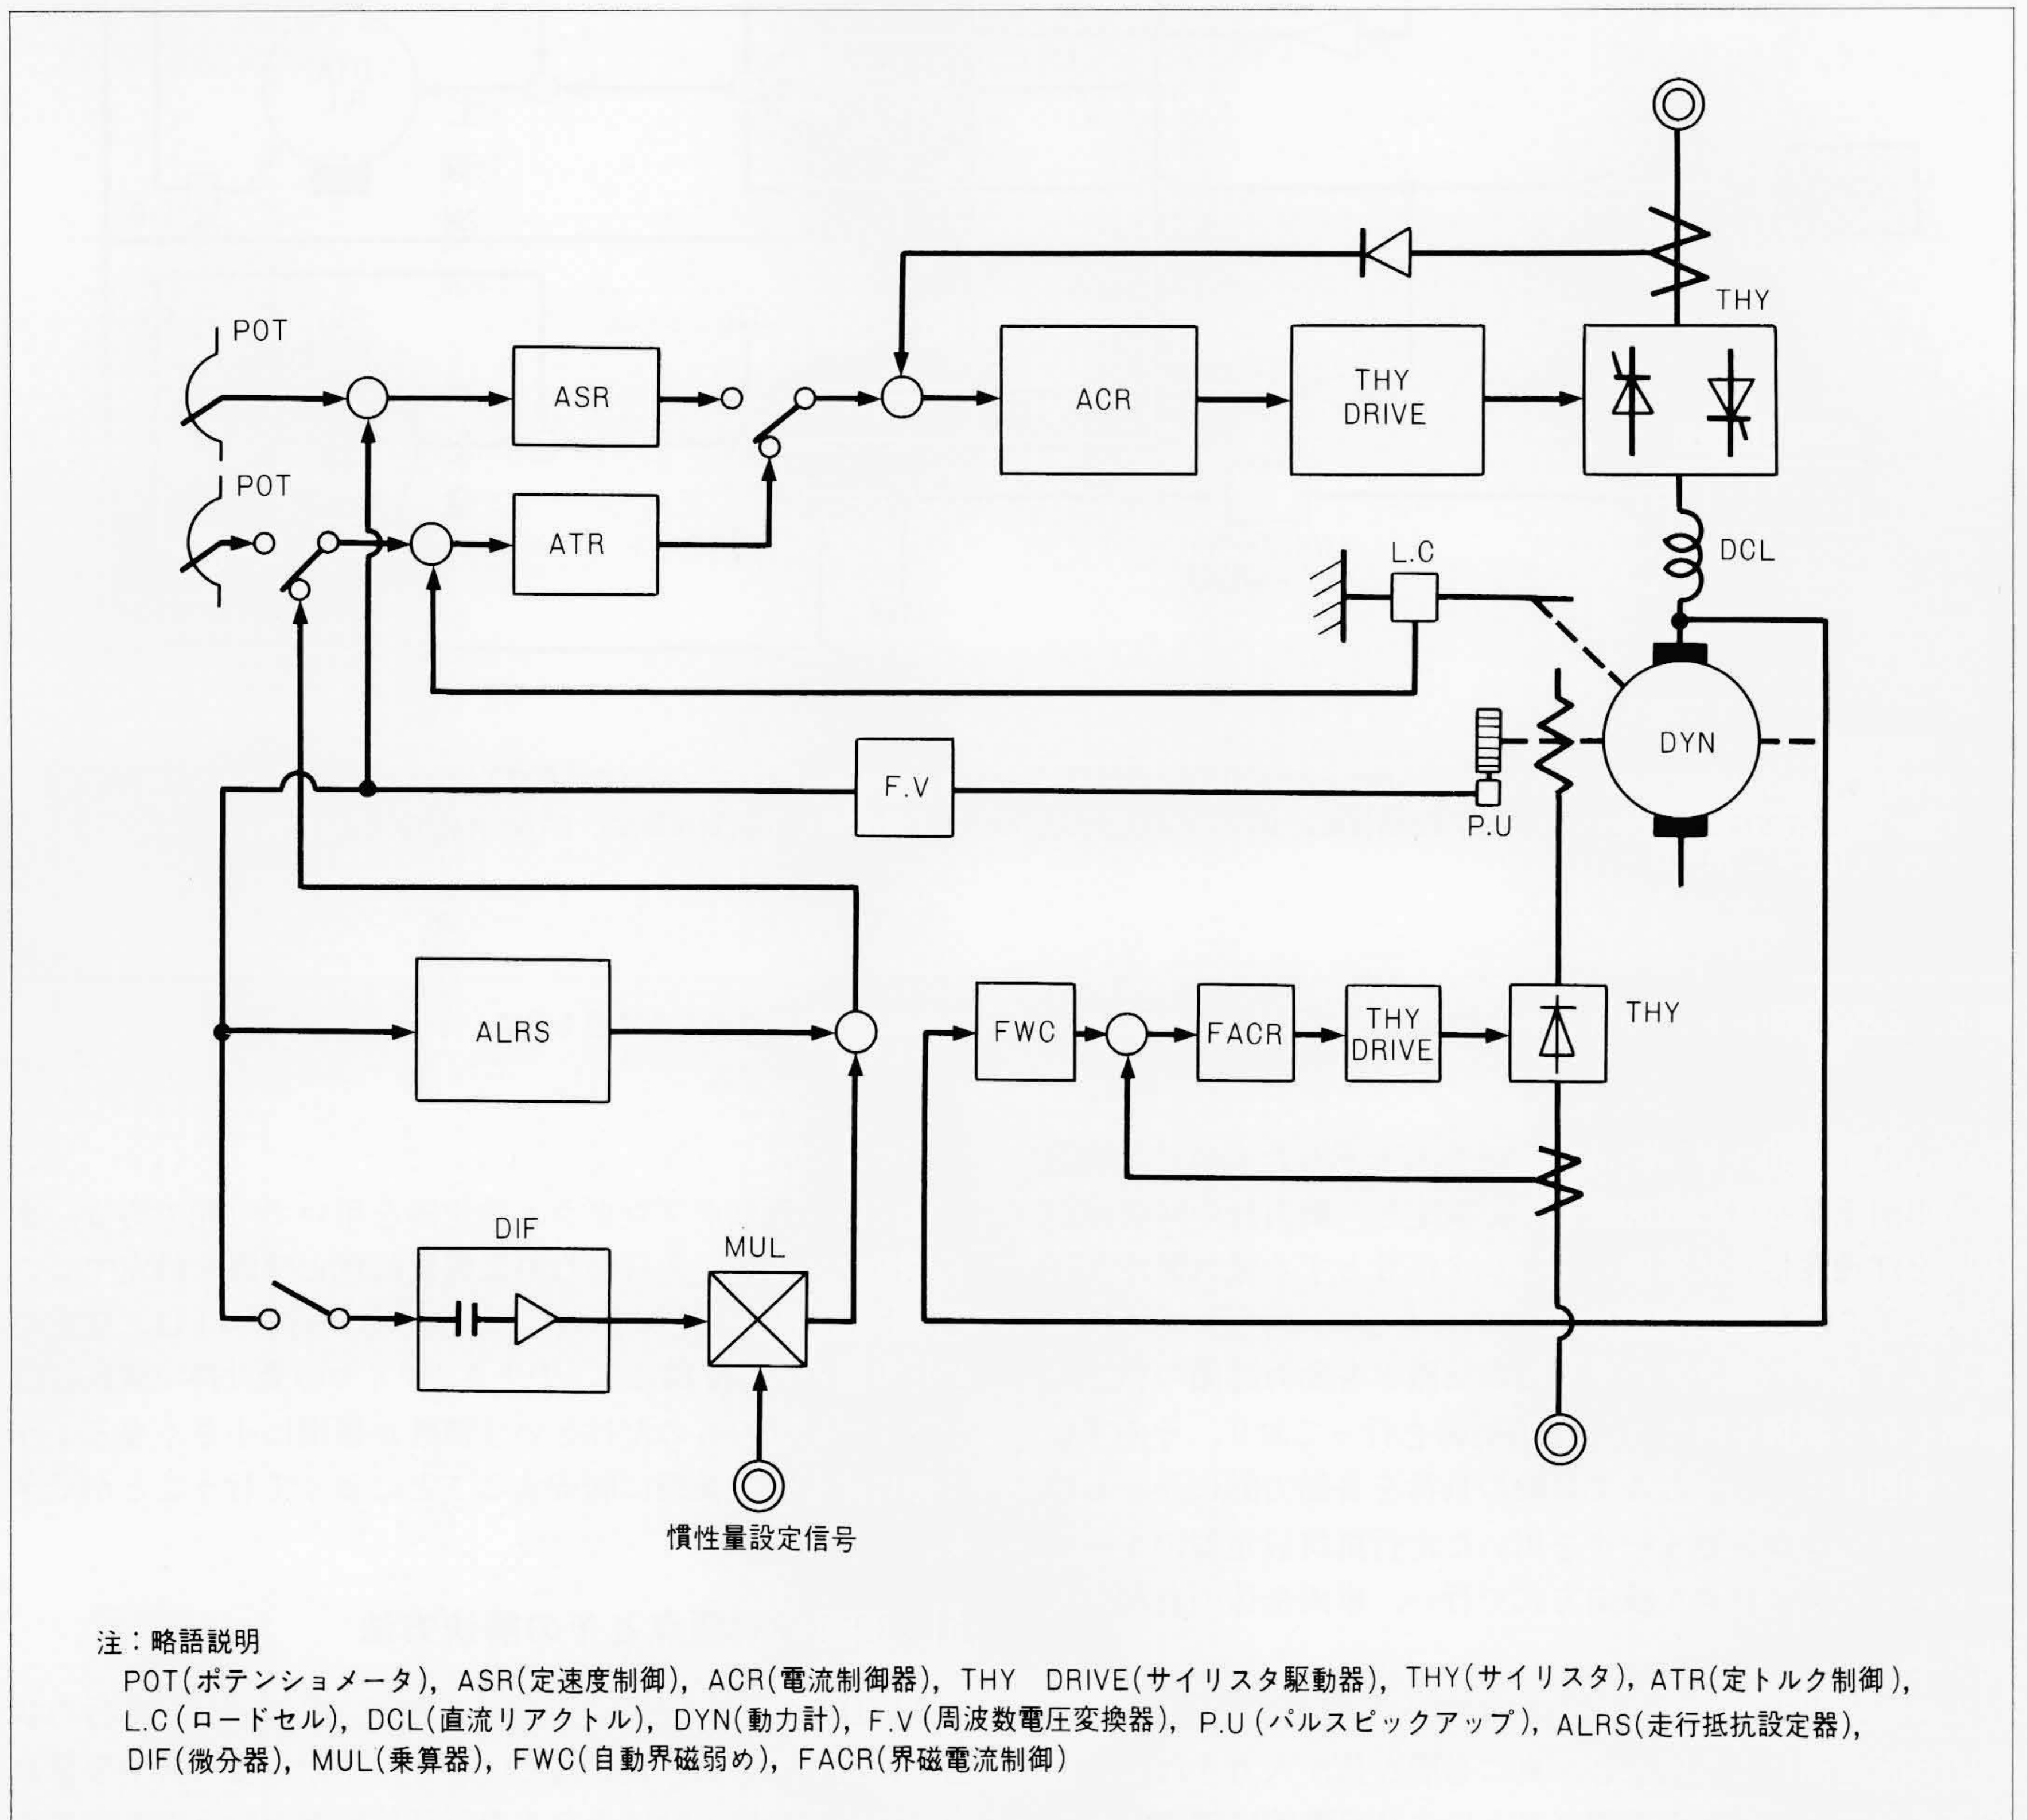 THY
POT
ASR
ACR
THY
DRIVE
POT
ATR
L.C
DCL
DYN
F.V
P.U
ALRS
FWC
FACR
THY
DRIVE
THY
DIF
MUL
慣性量設定信号
注：略語説明
POT(ポテンショメータ), ASR(定速度制御), ACR(電流制御器), THY DRIVE(サイリスタ駆動器), THY(サイリスタ), ATR(定トルク制御),
L.C(ロードセル), DCL(直流リアクトル), DYN(動力計), F.V(周波数電圧変換器), P.U(パルスピックアップ), ALRS(走行抵抗設定器),
DIF(微分器), MUL(乗算器), FWC(自動界磁弱め), FACR(界磁電流制御)